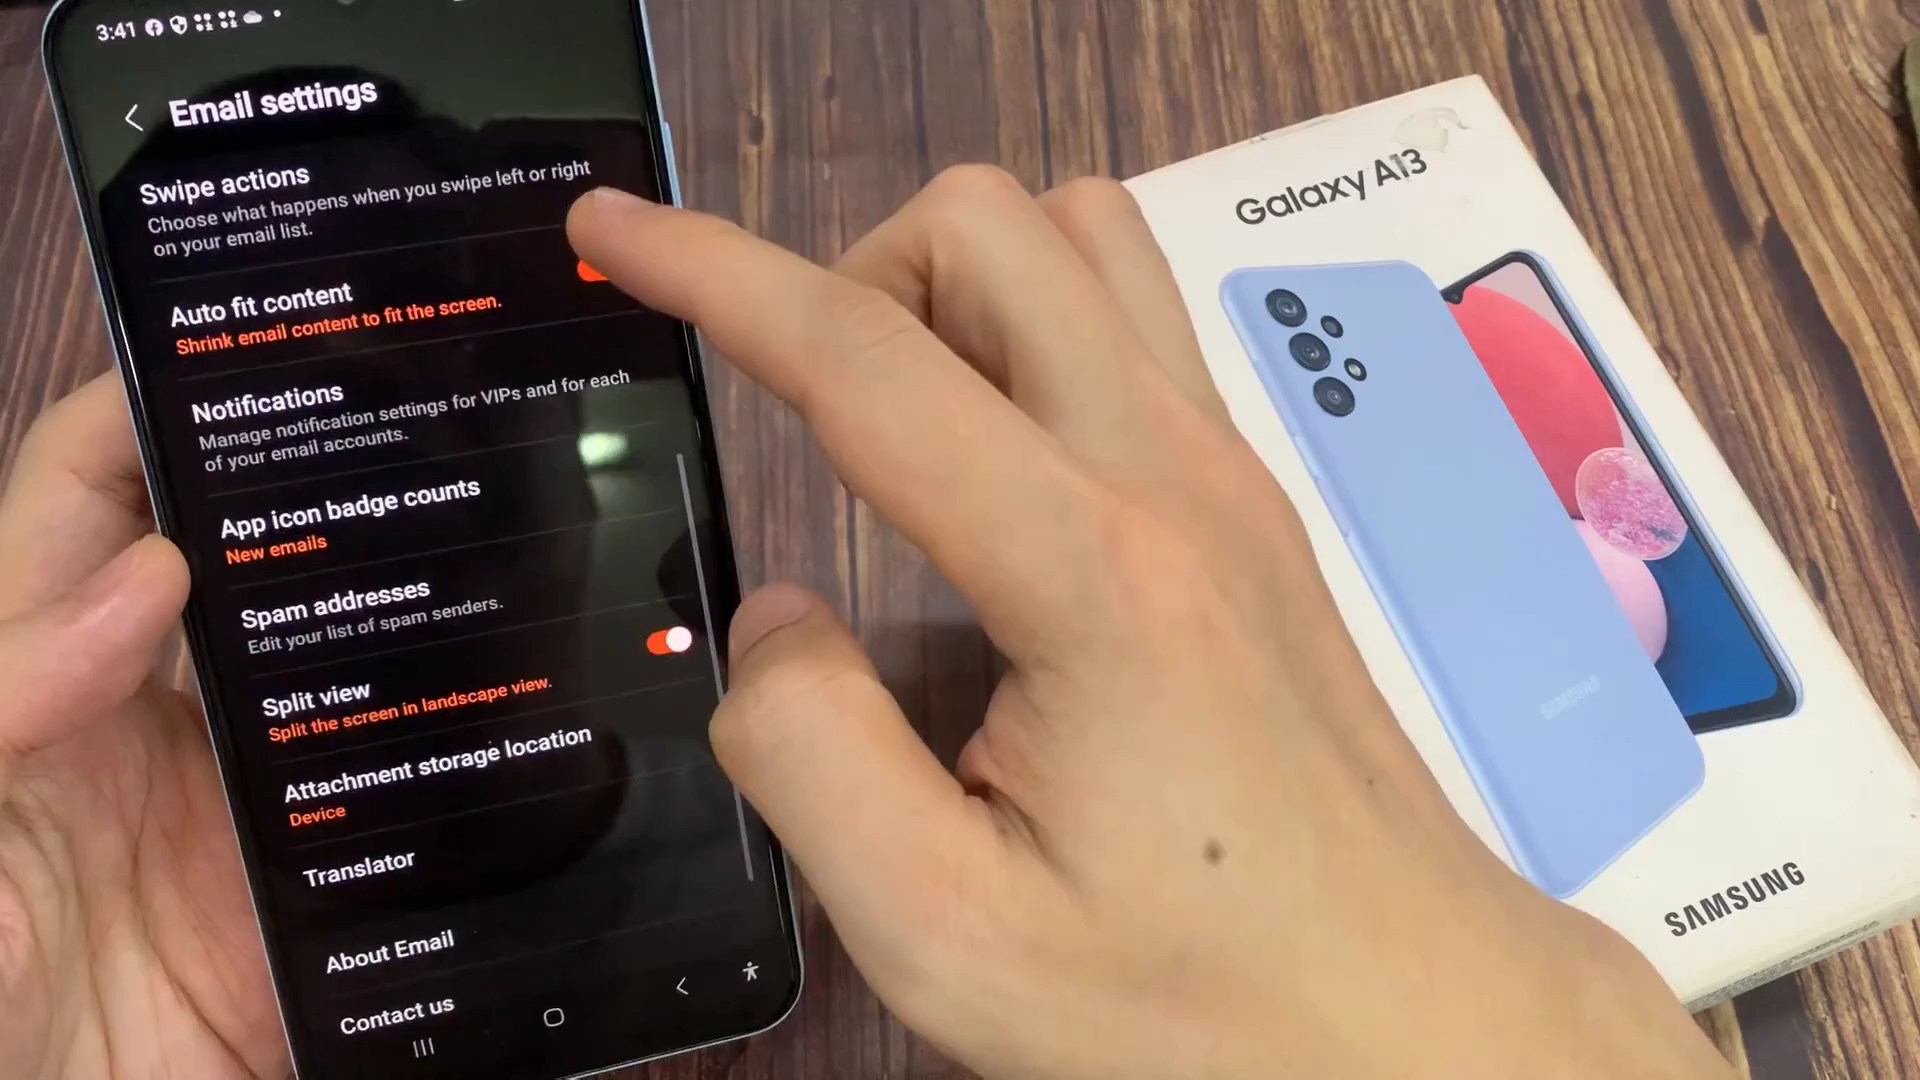 3:41
Email settings
Swipe actions
Choose what happens when you swipe left or right
on your email list.
Auto fit content
Shrink email content to fit the screen.
Notifications
Manage notification settings for VIPs and for each
of your email accounts.
App icon badge counts
New emails
Spam addresses
Edit your list of spam senders.
Split view
Split the screen in landscape view.
Attachment storage location
Device
Translator
About Email
Contact us
Galaxy A13
SAMSUNG
SAMSUNG